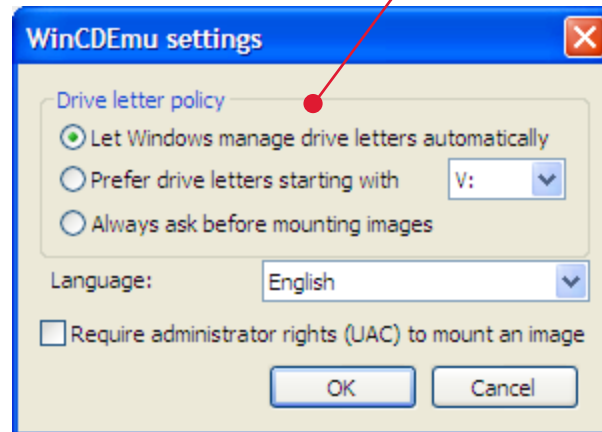 WinCDEmu settings
Drive letter policy
Let Windows manage drive letters automatically
Prefer drive letters starting with V:
Always ask before mounting images
Language: English
Require administrator rights (UAC) to mount an image
OK Cancel